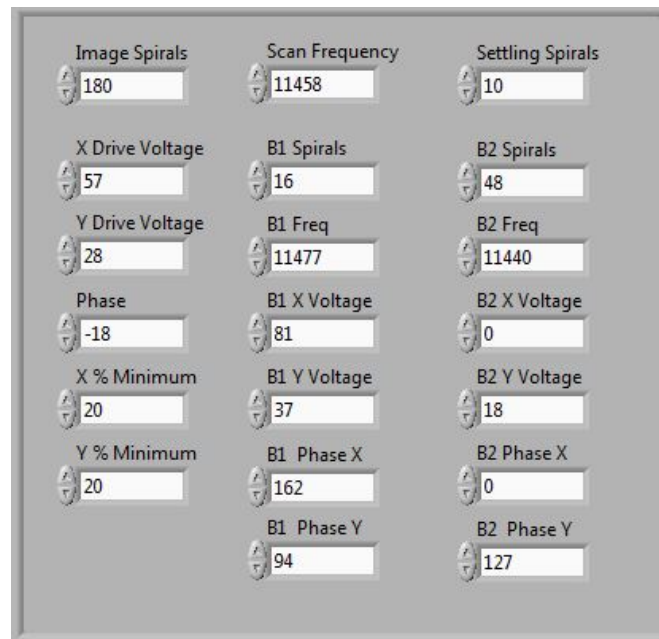 Image Spirals Scan Frequency Settling Spirals
180 11458 10
X Drive Voltage B1 Spirals B2 Spirals
57 16 48
Y Drive Voltage B1 Freq B2 Freq
28 11477 11440
Phase B1 X Voltage B2 X Voltage
-18 81 0
X % Minimum B1 Y Voltage B2 Y Voltage
20 37 18
Y % Minimum B1 Phase X B2 Phase X
20 162 0
B1 Phase Y B2 Phase Y
94 127